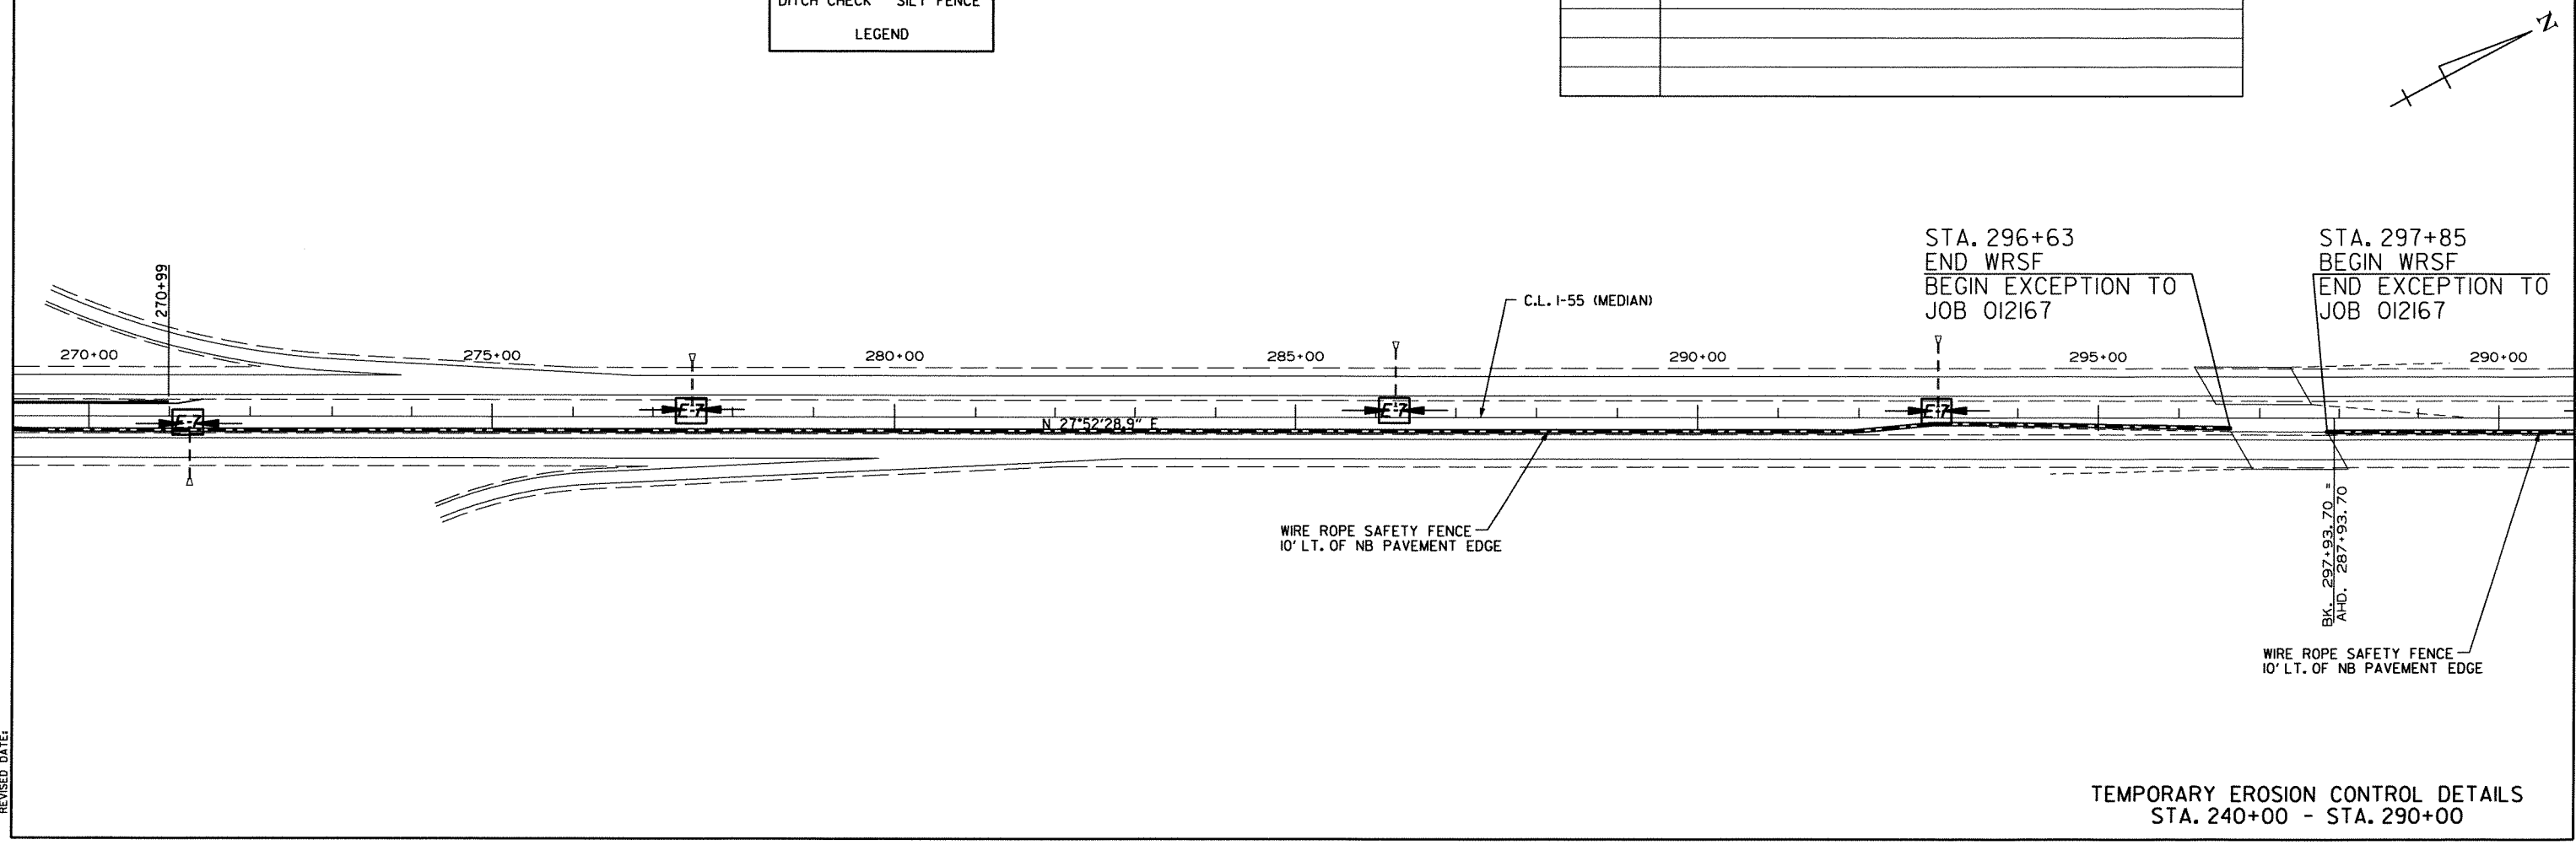 DITCH CHECK SILT FENCE
LEGEND
N
STA. 296+63
END WRSF
BEGIN EXCEPTION TO
JOB 012167
STA. 297+85
BEGIN WRSF
END EXCEPTION TO
JOB 012167
270+99
C.L. I-55 (MEDIAN)
270+00
275+00
280+00
285+00
290+00
295+00
290+00
E-7
E-7
E-7
E-7
N 27°52'28.9" E
WIRE ROPE SAFETY FENCE
10' LT. OF NB PAVEMENT EDGE
BK. 297+93.70 "
AHD. 287+93.70
WIRE ROPE SAFETY FENCE
10' LT. OF NB PAVEMENT EDGE
REVISED DATE:
TEMPORARY EROSION CONTROL DETAILS
STA. 240+00 - STA. 290+00